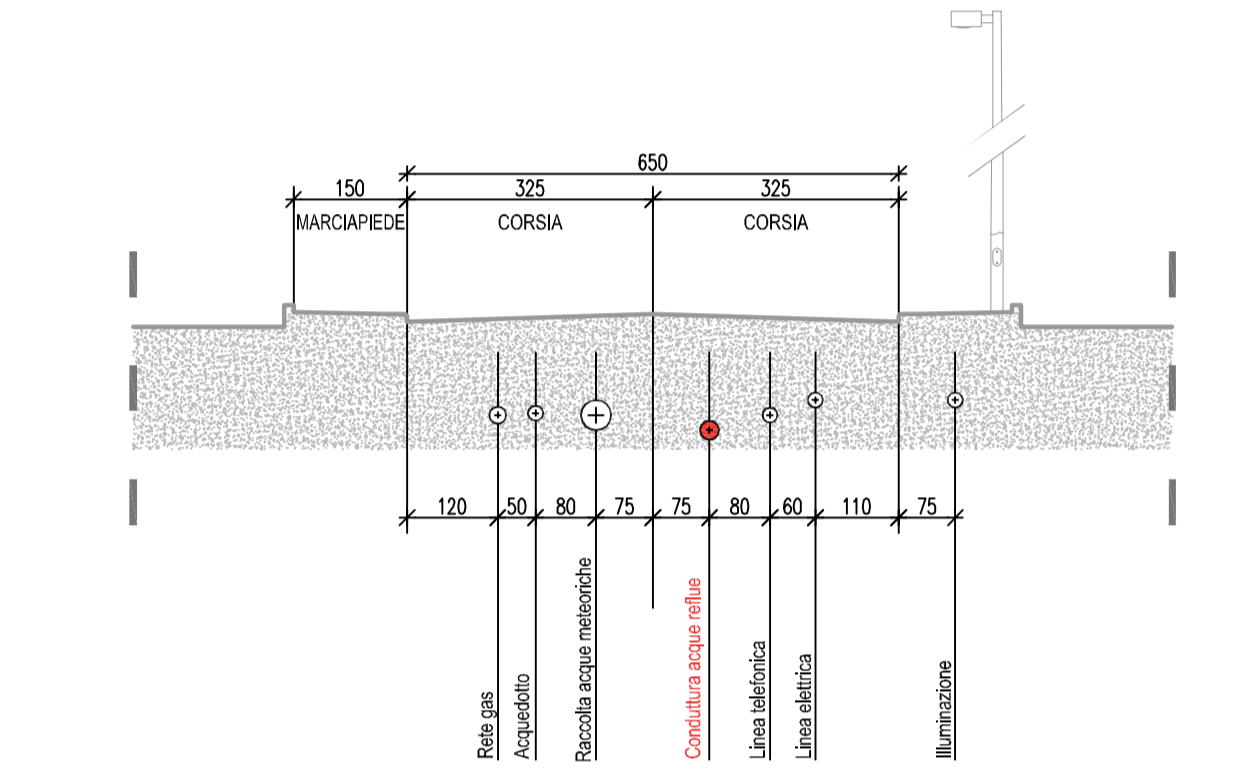 650
150
325
325
MARCIAPIEDE
CORSIA
CORSIA
120
50
80
75
75
80
60
110
75
Rete gas
Acquedotto
Raccolta acque meteoriche
Conduttura acque reflue
Linea telefonica
Linea elettrica
Illuminazione